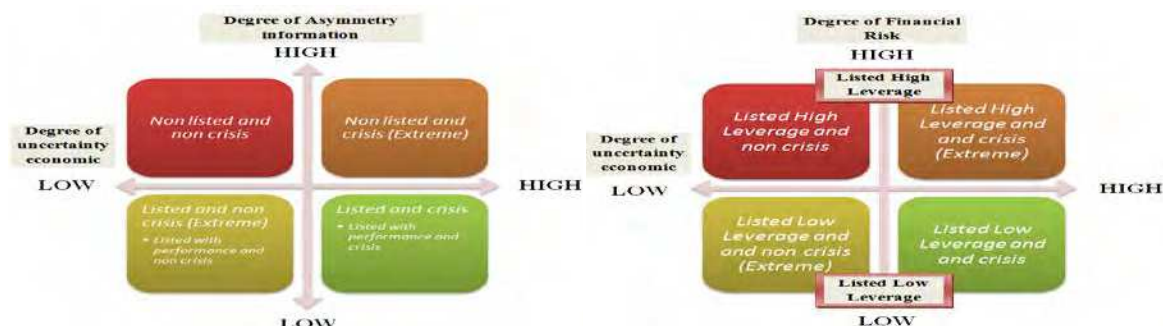 Degree of Asymmetry
information
HIGH
Non listed and
non crisis
Non listed and
crisis (Extreme)
Degree of
uncertainty
economic
LOW
HIGH
Listed and non
crisis (Extreme)
• Listed with
performance and
non crisis
Listed and crisis
• Listed with
performance and
crisis
LOW
Degree of Financial
Risk
HIGH
Listed High
Leverage
Listed High
Leverage and
non crisis
Listed High
Leverage and
and crisis
(Extreme)
Degree of
uncertainty
economic
LOW
HIGH
Listed Low
Leverage and
and non crisis
(Extreme)
Listed Low
Leverage and
and crisis
Listed Low
Leverage
LOW